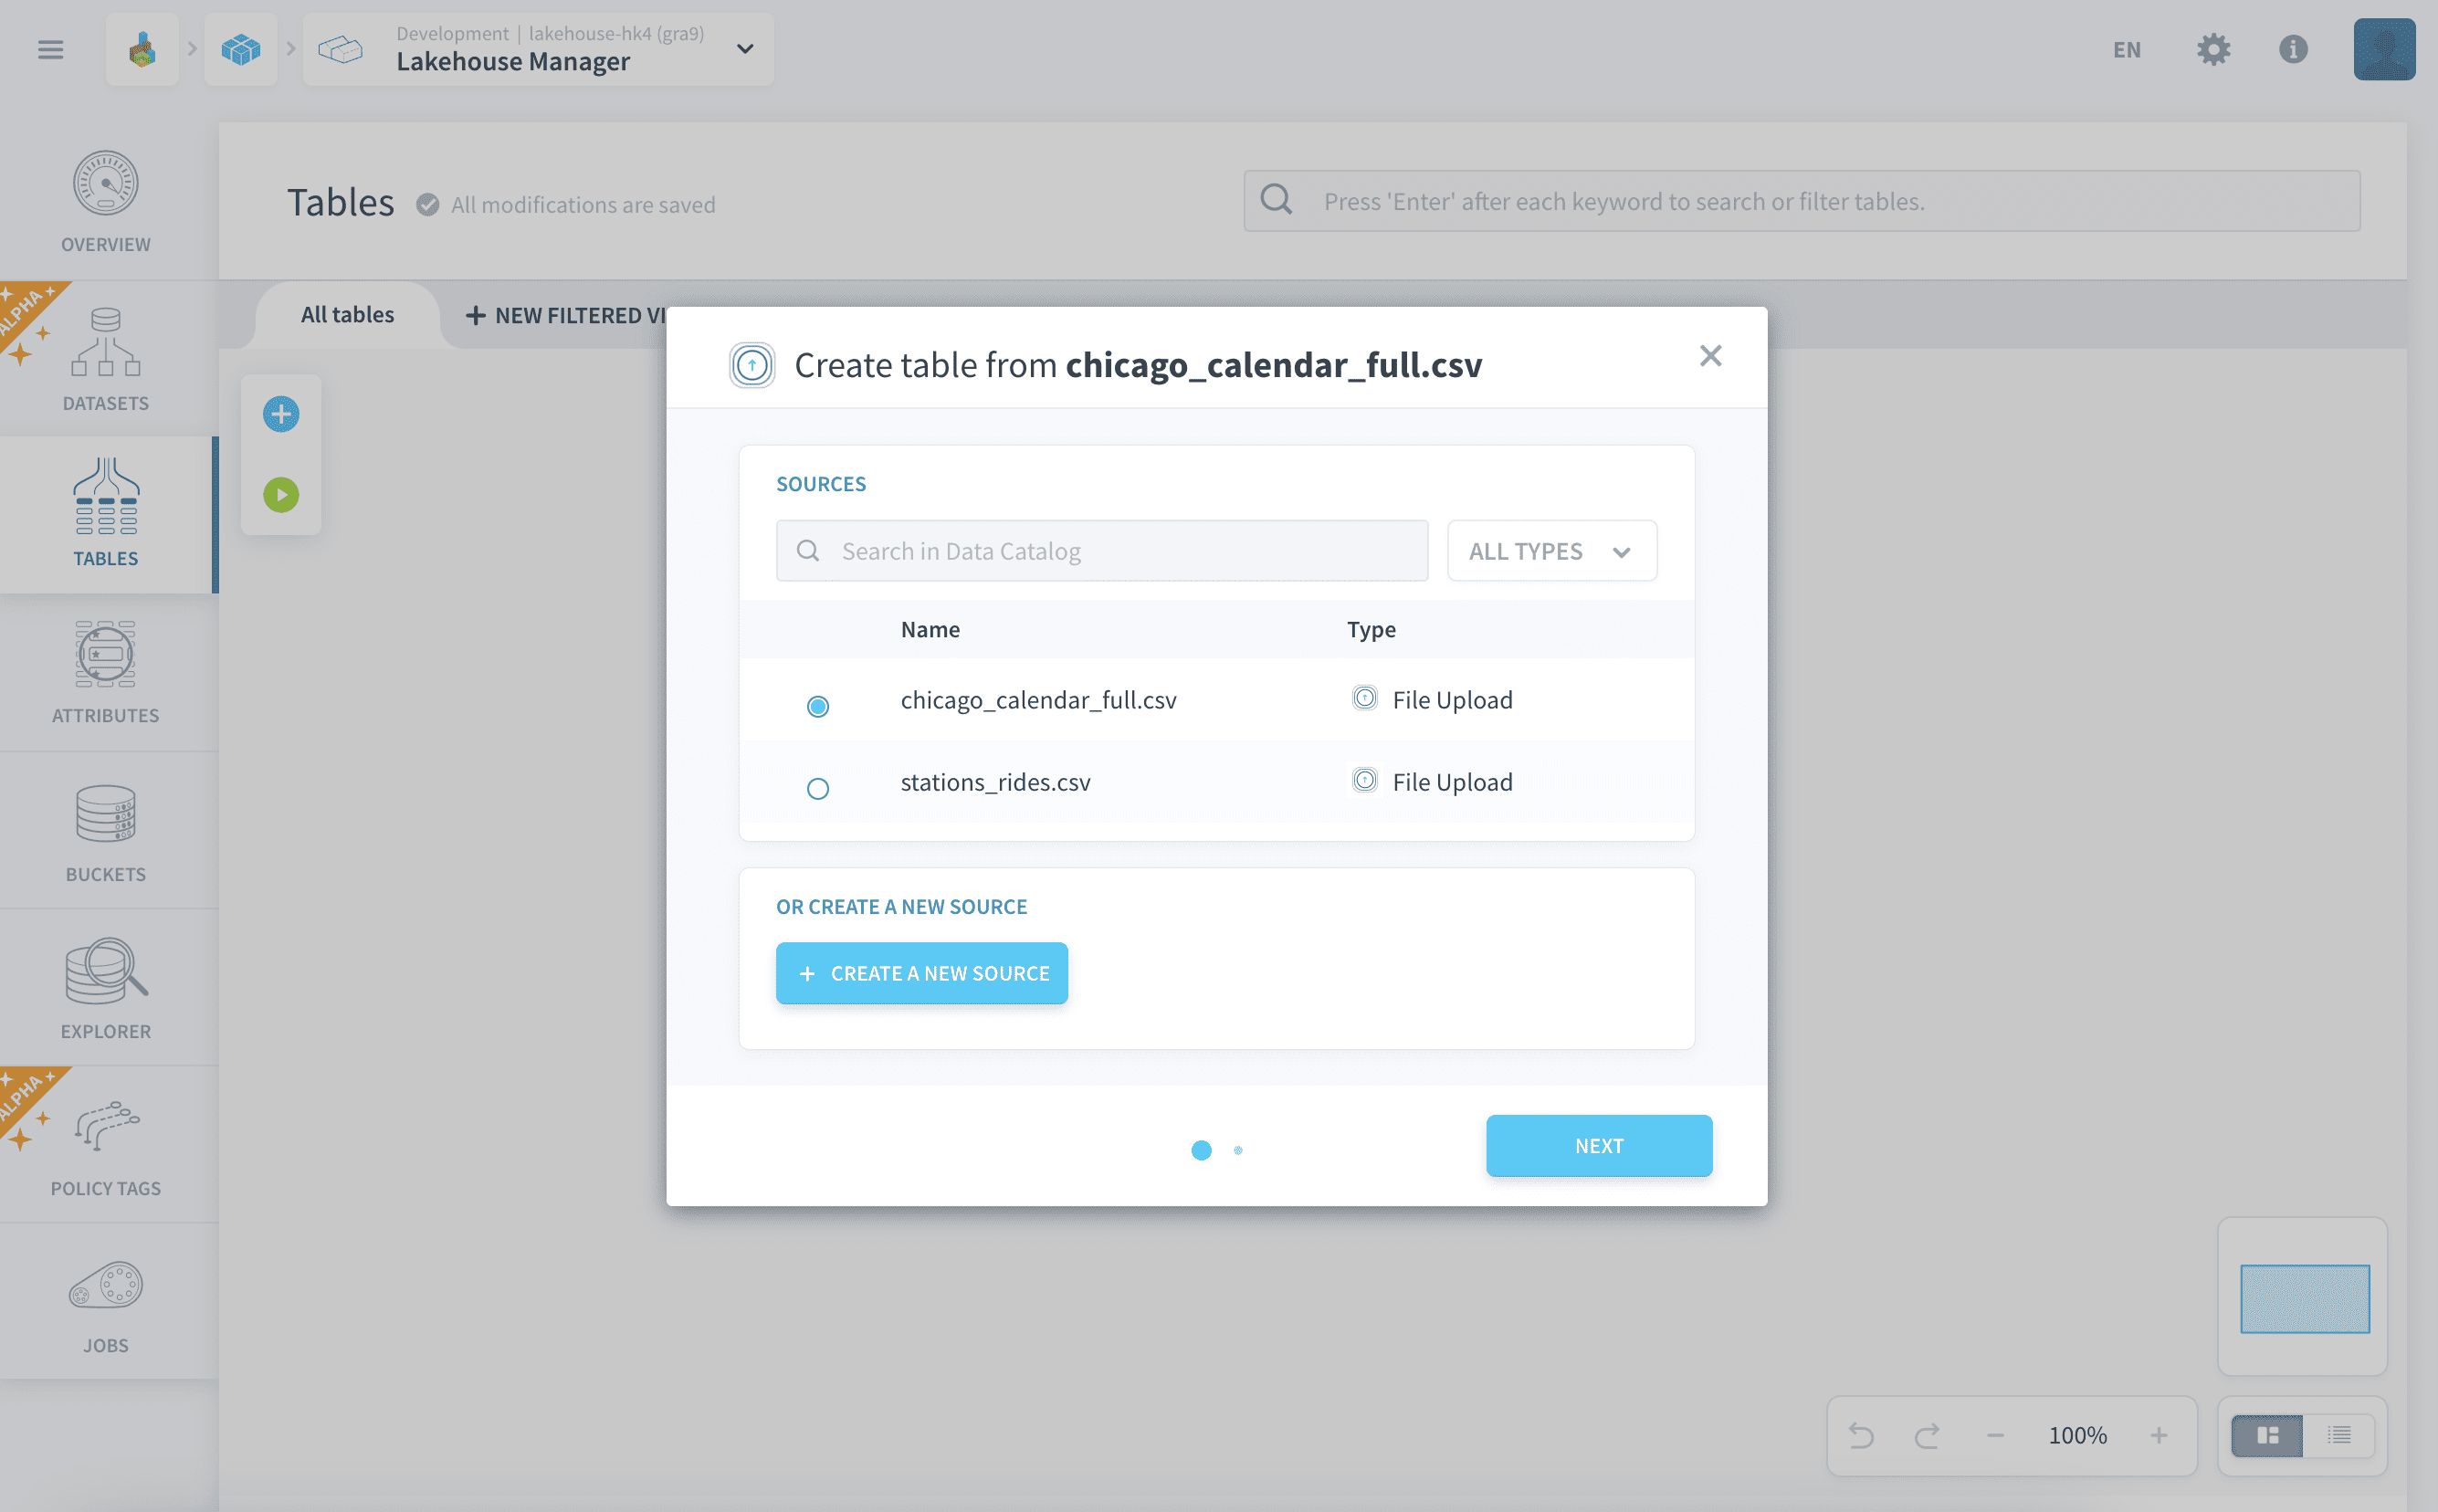 Development | lakehouse-hk4 (gra9)
Lakehouse Manager
EN
OVERVIEW
ALPHA
DATASETS
TABLES
ATTRIBUTES
BUCKETS
EXPLORER
ALPHA
POLICY TAGS
JOBS
Tables
All modifications are saved
Press 'Enter' after each keyword to search or filter tables.
All tables
NEW FILTERED VI
Create table from chicago_calendar_full.csv
SOURCES
Search in Data Catalog
ALL TYPES
Name Type
chicago_calendar_full.csv File Upload
stations_rides.csv File Upload
OR CREATE A NEW SOURCE
+ CREATE A NEW SOURCE
NEXT
100%